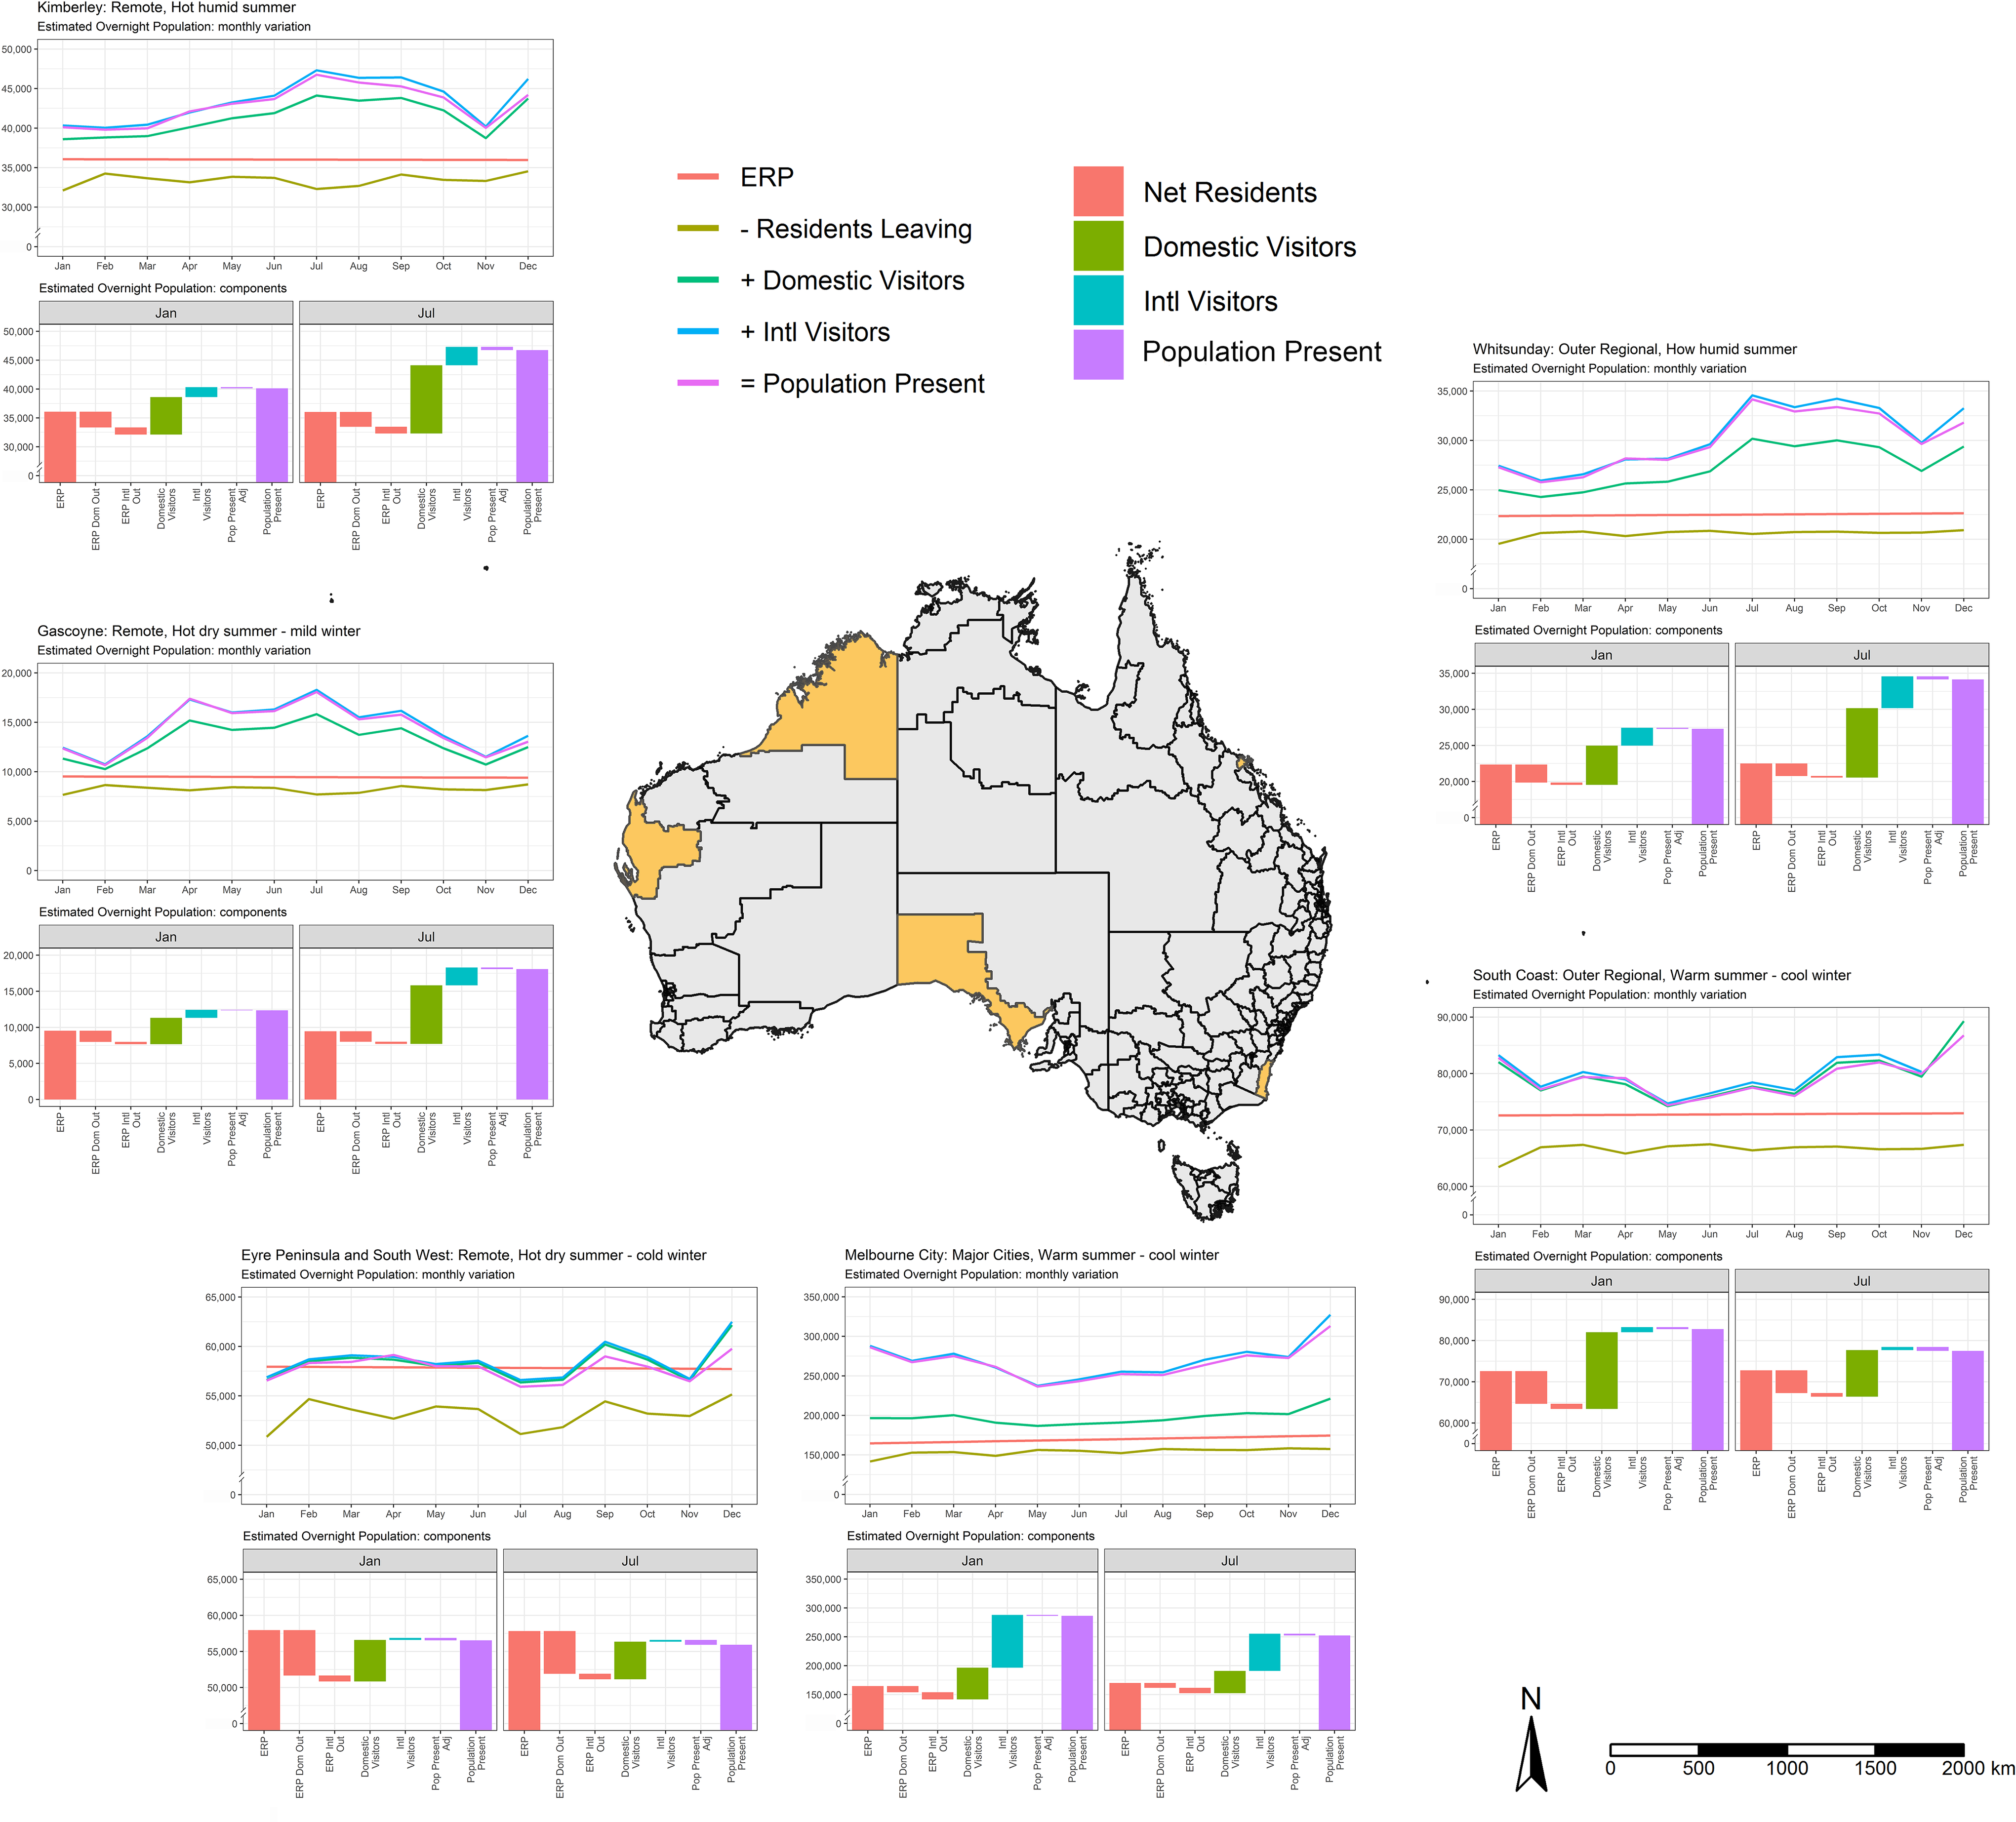 Kimberley: Remote, Hot humid summer
Estimated Overnight Population: monthly variation
50,000
45,000
40,000
35,000
30,000
0
Jan Feb Mar Apr May Jun Jul Aug Sep Oct Nov Dec
Estimated Overnight Population: components
Jan Jul
50,000
45,000
40,000
35,000
30,000
0
ERP
ERP Dom Out
ERP Intl Out
Domestic Visitors
Intl Visitors
Pop Present Adj
Population Present
ERP
ERP Dom Out
ERP Intl Out
Domestic Visitors
Intl Visitors
Pop Present Adj
Population Present
ERP
- Residents Leaving
+ Domestic Visitors
+ Intl Visitors
= Population Present
Net Residents
Domestic Visitors
Intl Visitors
Population Present
Whitsunday: Outer Regional, How humid summer
Estimated Overnight Population: monthly variation
35,000
30,000
25,000
20,000
0
Jan Feb Mar Apr May Jun Jul Aug Sep Oct Nov Dec
Estimated Overnight Population: components
Jan Jul
35,000
30,000
25,000
20,000
0
ERP
ERP Dom Out
ERP Intl Out
Domestic Visitors
Intl Visitors
Pop Present Adj
Population Present
ERP
ERP Dom Out
ERP Intl Out
Domestic Visitors
Intl Visitors
Pop Present Adj
Population Present
Gascoyne: Remote, Hot dry summer - mild winter
Estimated Overnight Population: monthly variation
20,000
15,000
10,000
5,000
0
Jan Feb Mar Apr May Jun Jul Aug Sep Oct Nov Dec
Estimated Overnight Population: components
Jan Jul
20,000
15,000
10,000
5,000
0
ERP
ERP Dom Out
ERP Intl Out
Domestic Visitors
Intl Visitors
Pop Present Adj
Population Present
ERP
ERP Dom Out
ERP Intl Out
Domestic Visitors
Intl Visitors
Pop Present Adj
Population Present
South Coast: Outer Regional, Warm summer - cool winter
Estimated Overnight Population: monthly variation
90,000
80,000
70,000
60,000
0
Jan Feb Mar Apr May Jun Jul Aug Sep Oct Nov Dec
Estimated Overnight Population: components
Jan Jul
90,000
80,000
70,000
60,000
0
ERP
ERP Dom Out
ERP Intl Out
Domestic Visitors
Intl Visitors
Pop Present Adj
Population Present
ERP
ERP Dom Out
ERP Intl Out
Domestic Visitors
Intl Visitors
Pop Present Adj
Population Present
Eyre Peninsula and South West: Remote, Hot dry summer - cold winter
Estimated Overnight Population: monthly variation
65,000
60,000
55,000
50,000
0
Jan Feb Mar Apr May Jun Jul Aug Sep Oct Nov Dec
Estimated Overnight Population: components
Jan Jul
65,000
60,000
55,000
50,000
0
ERP
ERP Dom Out
ERP Intl Out
Domestic Visitors
Intl Visitors
Pop Present Adj
Population Present
ERP
ERP Dom Out
ERP Intl Out
Domestic Visitors
Intl Visitors
Pop Present Adj
Population Present
Melbourne City: Major Cities, Warm summer - cool winter
Estimated Overnight Population: monthly variation
350,000
300,000
250,000
200,000
150,000
0
Jan Feb Mar Apr May Jun Jul Aug Sep Oct Nov Dec
Estimated Overnight Population: components
Jan Jul
350,000
300,000
250,000
200,000
150,000
0
ERP
ERP Dom Out
ERP Intl Out
Domestic Visitors
Intl Visitors
Pop Present Adj
Population Present
ERP
ERP Dom Out
ERP Intl Out
Domestic Visitors
Intl Visitors
Pop Present Adj
Population Present
N
0 500 1000 1500 2000 km